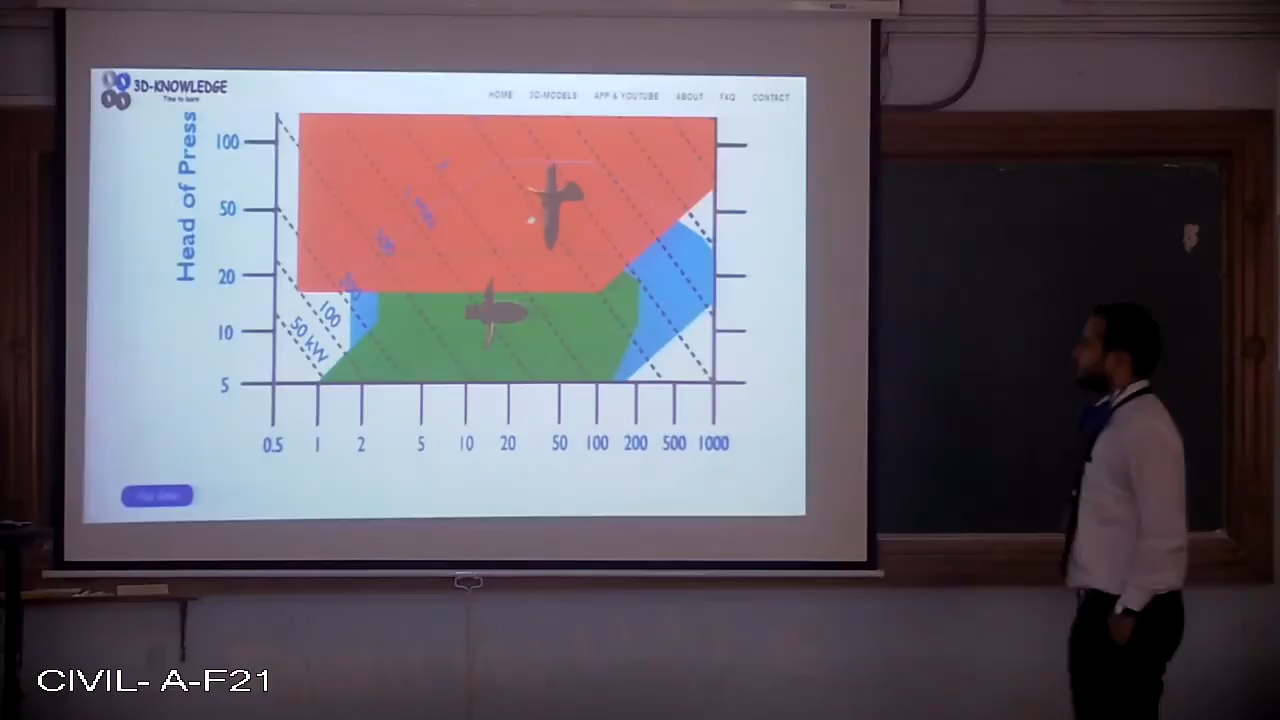 3D-KNOWLEDGE
Time to learn
HOME 3D-MODELS APP & YOUTUBE ABOUT FAQ CONTACT
Head of Press
100
50
20
10
5
100
50 kW
0.5 1 2 5 10 20 50 100 200 500 1000
CIVIL- A-F21